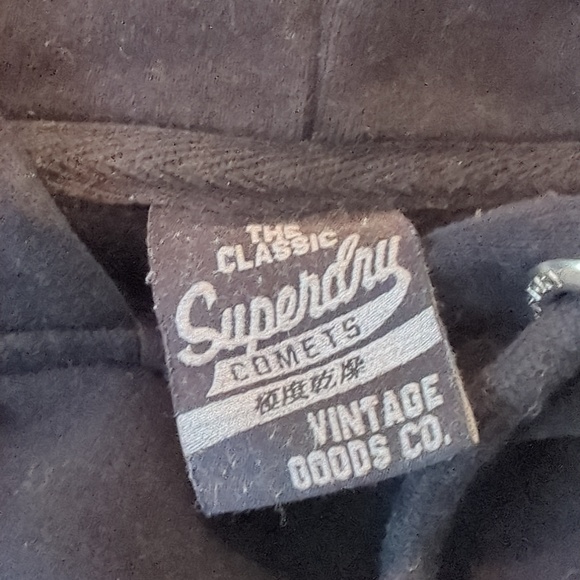 THE
CLASSIC
Superdry
COMETS
極度乾燥
VINTAGE
GOODS CO.